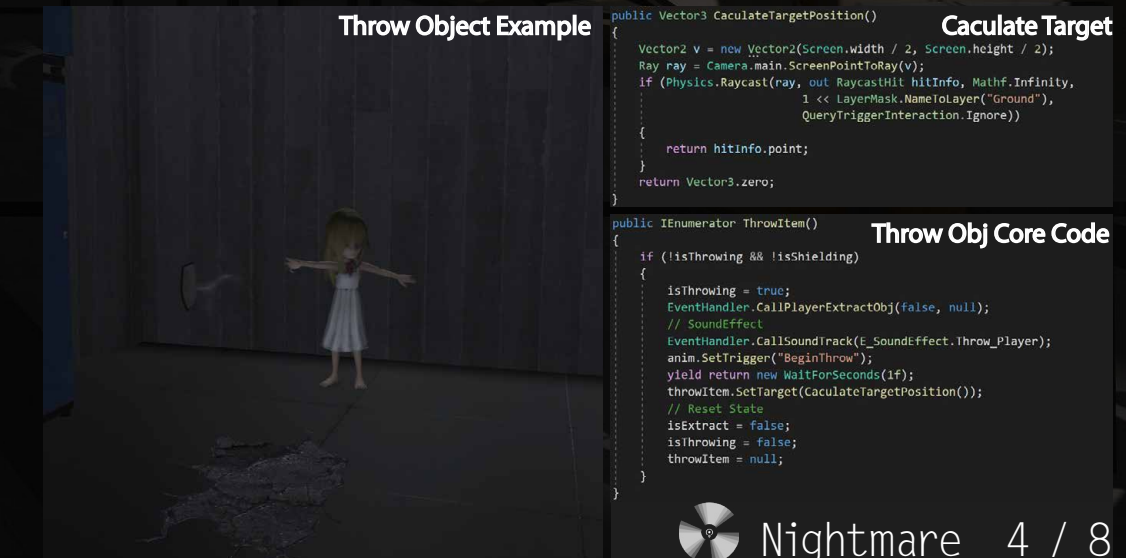 Throw Object Example
Caculate Target
public Vector3 CaculateTargetPosition()
{
Vector2 v = new Vector2(Screen.width / 2, Screen.height / 2);
Ray ray = Camera.main.ScreenPointToRay(v);
if (Physics.Raycast(ray, out RaycastHit hitInfo, Mathf.Infinity,
1 << LayerMask.NameToLayer("Ground"),
QueryTriggerInteraction.Ignore))
{
return hitInfo.point;
}
return Vector3.zero;
}
Throw Obj Core Code
public IEnumerator ThrowItem()
{
if (!isThrowing && !isShielding)
{
isThrowing = true;
EventHandler.CallPlayerExtractObj(false, null);
// SoundEffect
EventHandler.CallSoundTrack(E_SoundEffect.Throw_Player);
anim.SetTrigger("BeginThrow");
yield return new WaitForSeconds(1f);
throwItem.SetTarget(CaculateTargetPosition());
// Reset State
isExtract = false;
isThrowing = false;
throwItem = null;
}
}
Nightmare 4 / 8